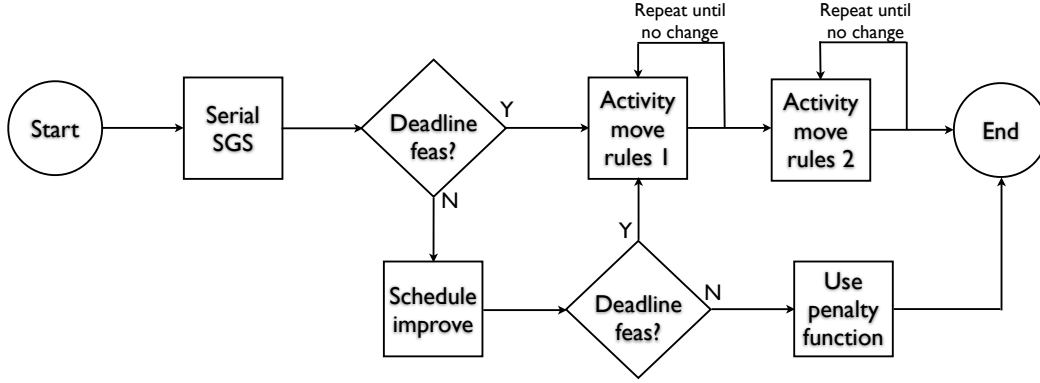 Repeat until
no change
Repeat until
no change
Start
Serial
SGS
Deadline
feas?
Y
N
Activity
move
rules 1
Activity
move
rules 2
End
Schedule
improve
Deadline
feas?
Y
N
Use
penalty
function